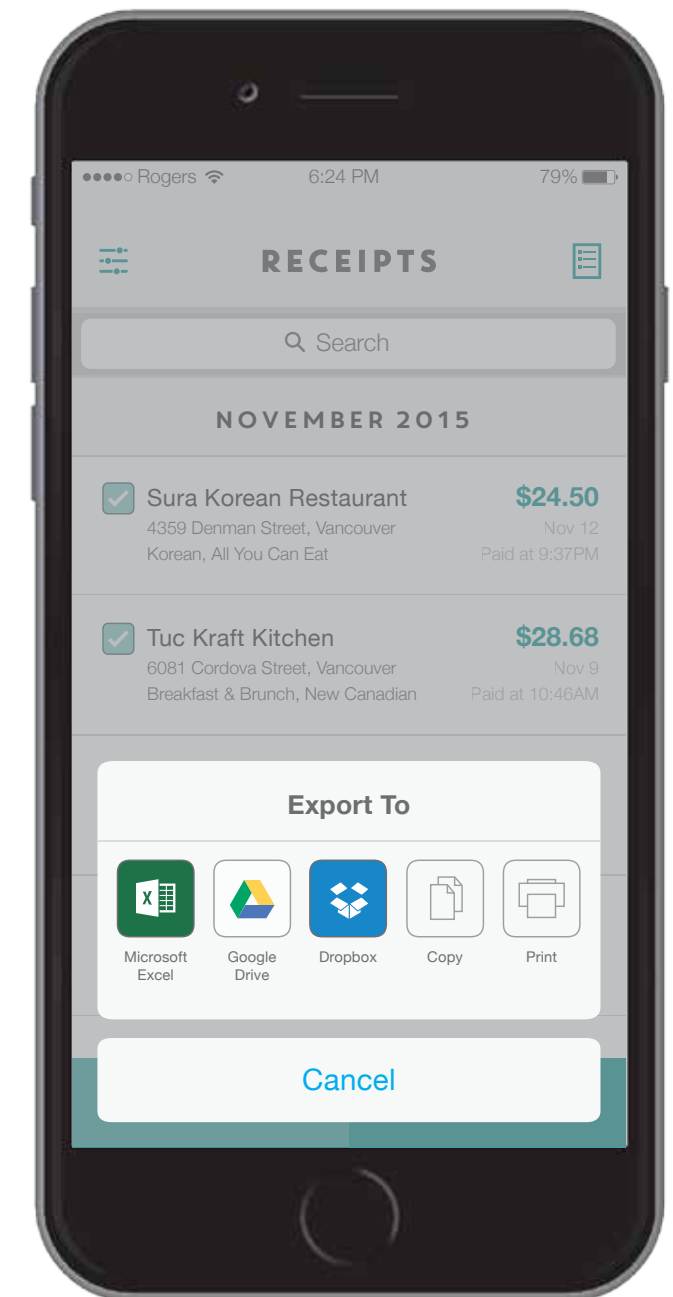 Rogers 6:24 PM 79%
RECEIPTS
Search
NOVEMBER 2015
Sura Korean Restaurant $24.50
4359 Denman Street, Vancouver Nov 12
Korean, All You Can Eat Paid at 9:37PM
Tuc Kraft Kitchen $28.68
6081 Cordova Street, Vancouver Nov 9
Breakfast & Brunch, New Canadian Paid at 10:46AM
Export To
X
Microsoft Excel
Google Drive
Dropbox
Copy
Print
Cancel